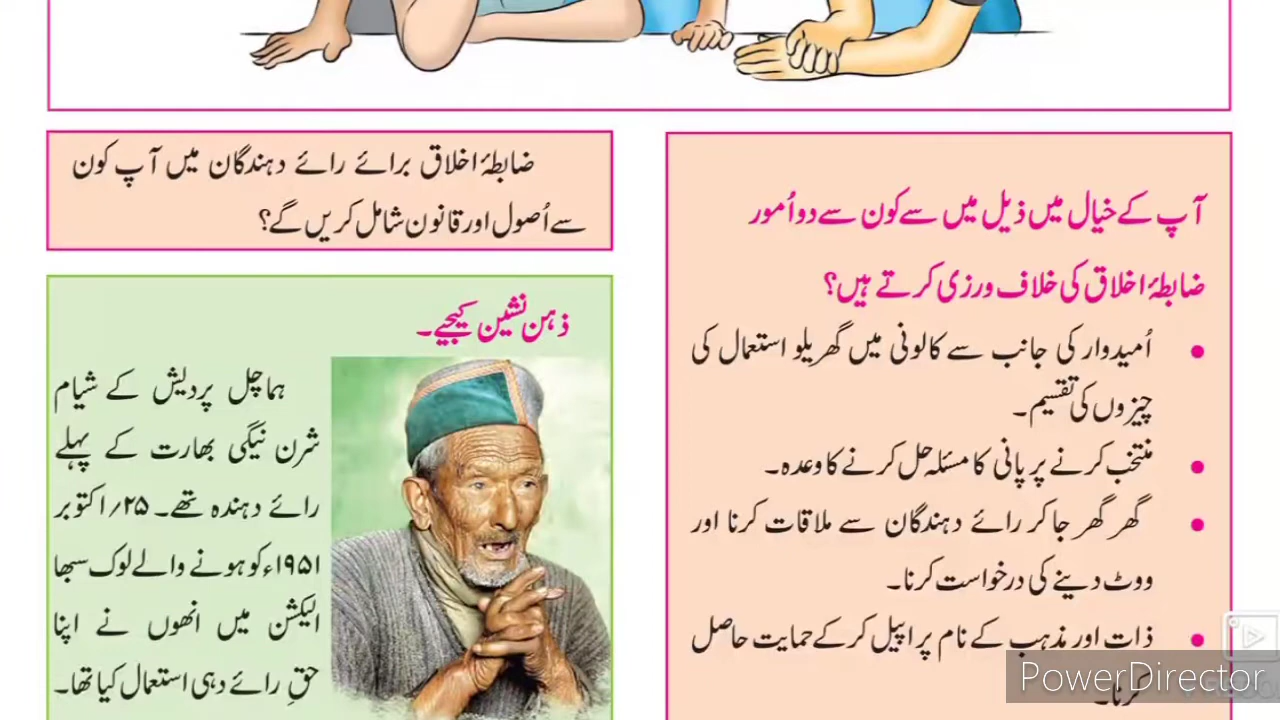 آپ کے خیال میں ذیل میں سے کون سے دو اُمور
ضابطۂ اخلاق کی خلاف ورزی کرتے ہیں؟
• اُمیدوار کی جانب سے کالونی میں گھریلو استعمال کی
چیزوں کی تقسیم۔
• منتخب کرنے پر پانی کا مسئلہ حل کرنے کا وعدہ۔
• گھر گھر جا کر رائے دہندگان سے ملاقات کرنا اور
ووٹ دینے کی درخواست کرنا۔
• ذات اور مذہب کے نام پر اپیل کر کے حمایت حاصل
کرنا۔
ضابطۂ اخلاق برائے رائے دہندگان میں آپ کون
سے اُصول اور قانون شامل کریں گے؟
ذہن نشین کیجیے۔
ہماچل پردیش کے شیام
شرن نیگی بھارت کے پہلے
رائے دہندہ تھے۔ ۲۵؍ اکتوبر
۱۹۵۱ء کو ہونے والے لوک سبھا
الیکشن میں انھوں نے اپنا
حقِ رائے دہی استعمال کیا تھا۔
PowerDirector